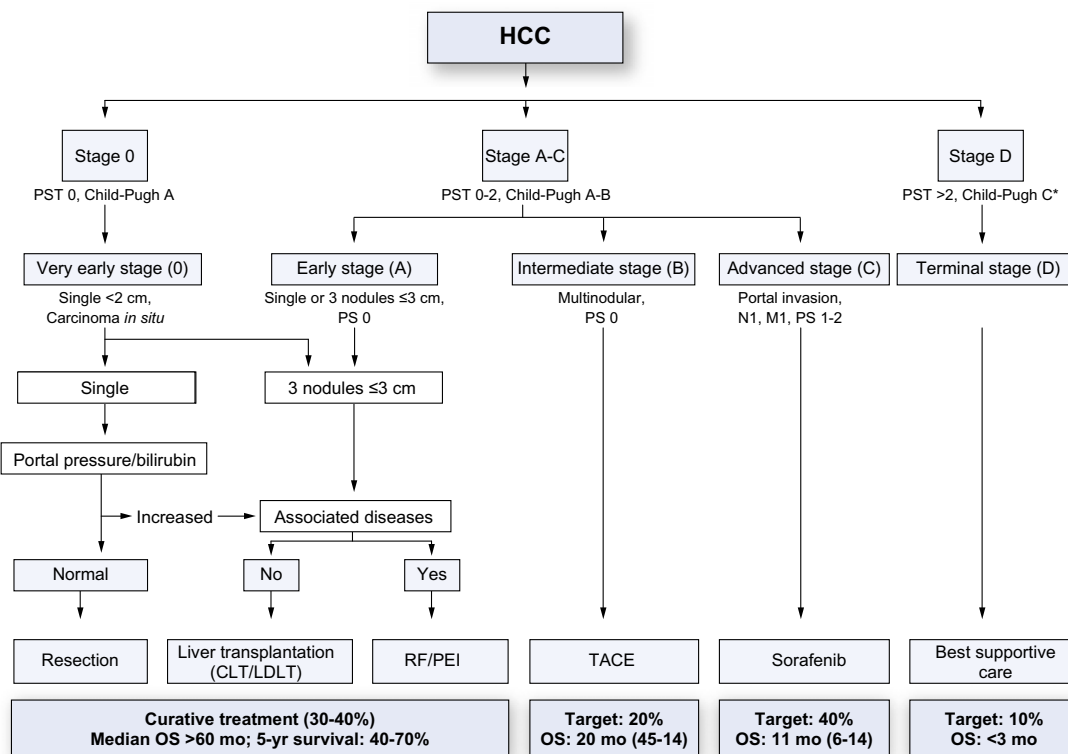 HCC
Stage 0
Stage A-C
Stage D
PST 0, Child-Pugh A
PST 0-2, Child-Pugh A-B
PST >2, Child-Pugh C*
Very early stage (0)
Early stage (A)
Intermediate stage (B)
Advanced stage (C)
Terminal stage (D)
Single <2 cm,
Carcinoma in situ
Single or 3 nodules ≤3 cm,
PS 0
Multinodular,
PS 0
Portal invasion,
N1, M1, PS 1-2
Single
3 nodules ≤3 cm
Portal pressure/bilirubin
Increased
Associated diseases
Normal
No
Yes
Resection
Liver transplantation
(CLT/LDLT)
RF/PEI
TACE
Sorafenib
Best supportive
care
Curative treatment (30-40%)
Median OS >60 mo; 5-yr survival: 40-70%
Target: 20%
OS: 20 mo (45-14)
Target: 40%
OS: 11 mo (6-14)
Target: 10%
OS: <3 mo